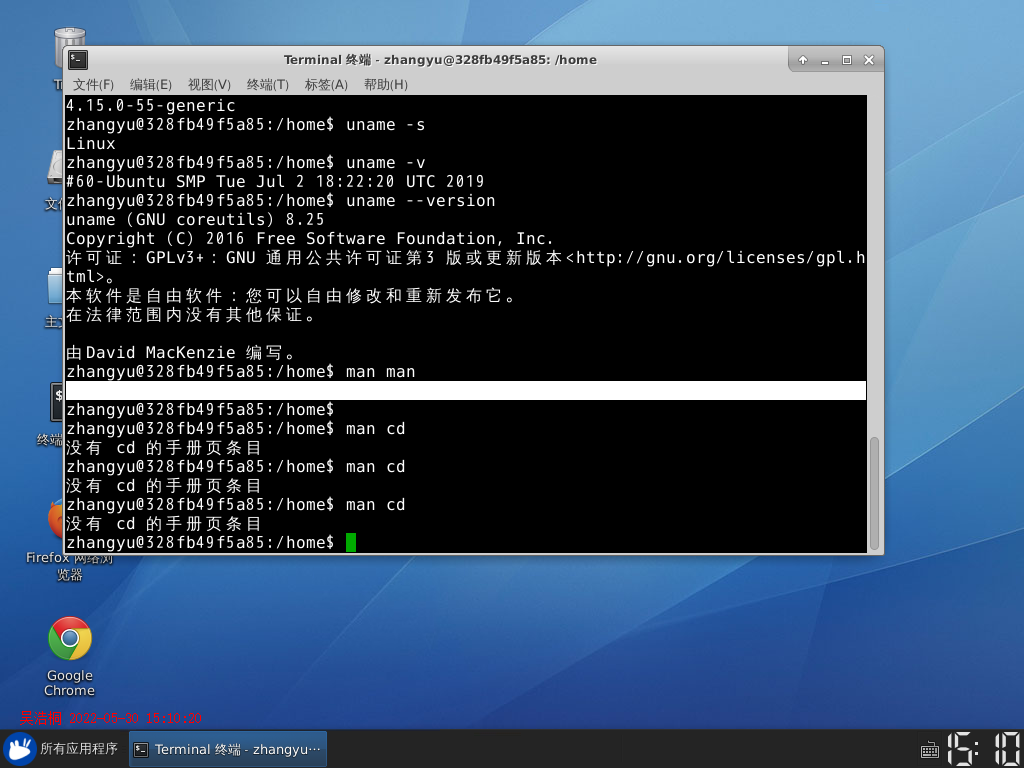 Terminal 终端 - zhangyu@328fb49f5a85: /home
文件(F) 编辑(E) 视图(V) 终端(T) 标签(A) 帮助(H)
4.15.0-55-generic
zhangyu@328fb49f5a85:/home$ uname -s
Linux
zhangyu@328fb49f5a85:/home$ uname -v
#60-Ubuntu SMP Tue Jul 2 18:22:20 UTC 2019
zhangyu@328fb49f5a85:/home$ uname --version
uname (GNU coreutils) 8.25
Copyright (C) 2016 Free Software Foundation, Inc.
许可证：GPLv3+：GNU 通用公共许可证第3 版或更新版本<http://gnu.org/licenses/gpl.h
tml>。
本软件是自由软件：您可以自由修改和重新发布它。
在法律范围内没有其他保证。
由David MacKenzie 编写。
zhangyu@328fb49f5a85:/home$ man man
zhangyu@328fb49f5a85:/home$
zhangyu@328fb49f5a85:/home$ man cd
没有 cd 的手册页条目
zhangyu@328fb49f5a85:/home$ man cd
没有 cd 的手册页条目
zhangyu@328fb49f5a85:/home$ man cd
没有 cd 的手册页条目
zhangyu@328fb49f5a85:/home$
Firefox 网络浏
览器
Google
Chrome
所有应用程序
Terminal 终端 - zhangyu···
15:10